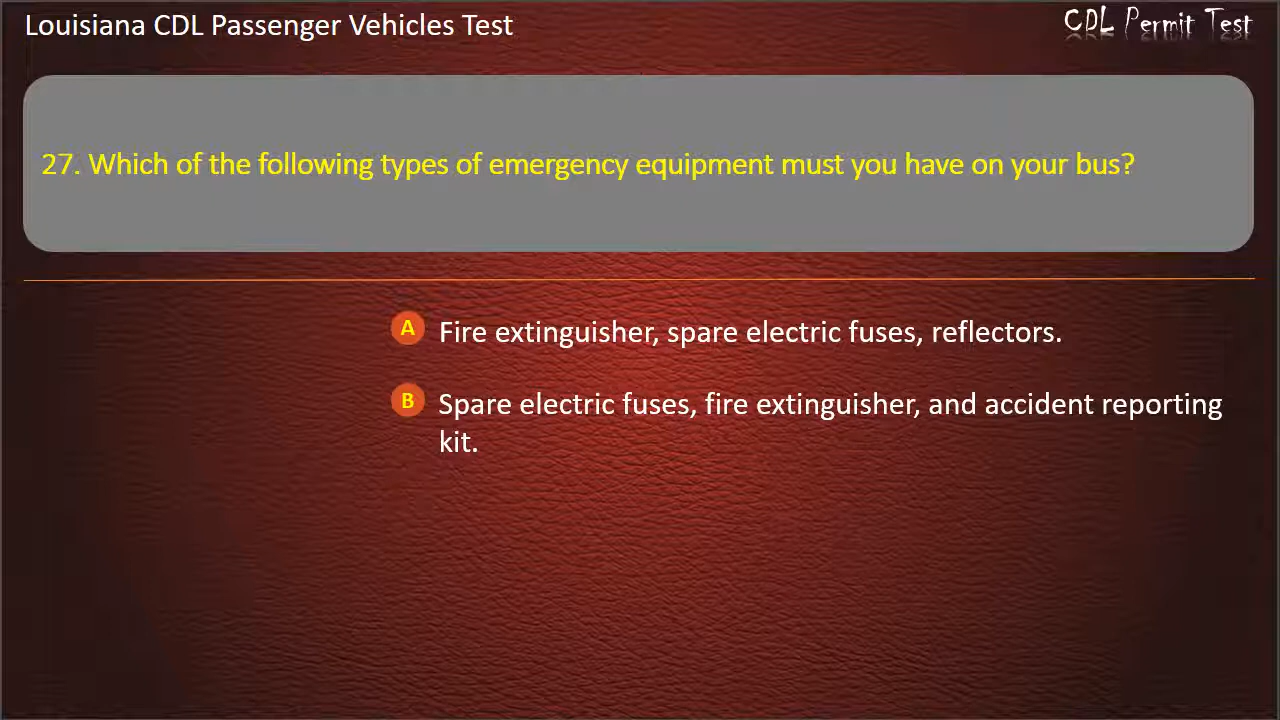 Louisiana CDL Passenger Vehicles Test
CDL Permit Test
27. Which of the following types of emergency equipment must you have on your bus?
A Fire extinguisher, spare electric fuses, reflectors.
B Spare electric fuses, fire extinguisher, and accident reporting
kit.